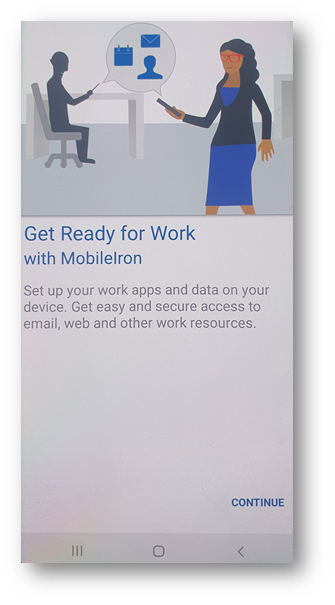 Get Ready for Work
with MobileIron
Set up your work apps and data on your
device. Get easy and secure access to
email, web and other work resources.
CONTINUE